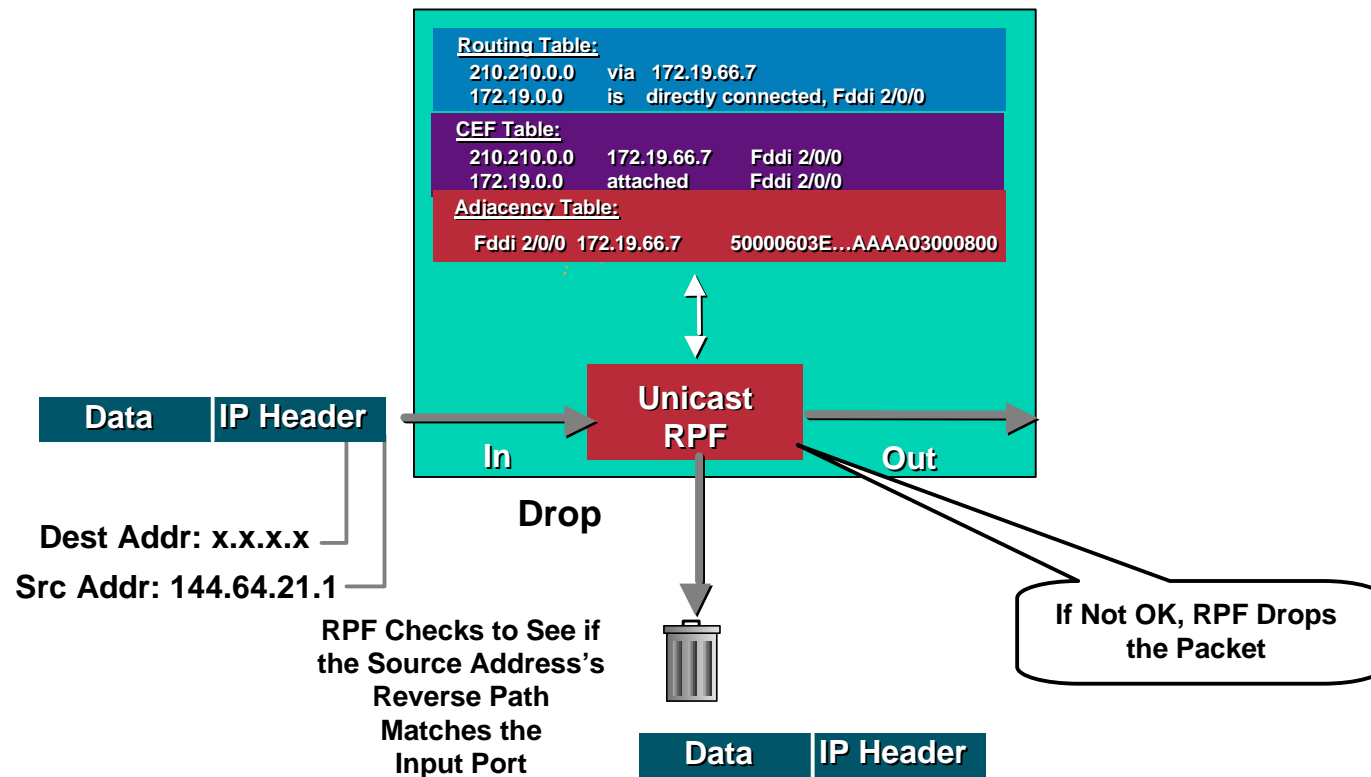 Routing Table:
210.210.0.0 via 172.19.66.7
172.19.0.0 is directly connected, Fddi 2/0/0
CEF Table:
210.210.0.0 172.19.66.7 Fddi 2/0/0
172.19.0.0 attached Fddi 2/0/0
Adjacency Table:
Fddi 2/0/0 172.19.66.7 50000603E…AAAA03000800
Unicast
RPF
Data IP Header
In
Out
Drop
Dest Addr: x.x.x.x
Src Addr: 144.64.21.1
RPF Checks to See if
the Source Address’s
Reverse Path
Matches the
Input Port
If Not OK, RPF Drops
the Packet
Data IP Header